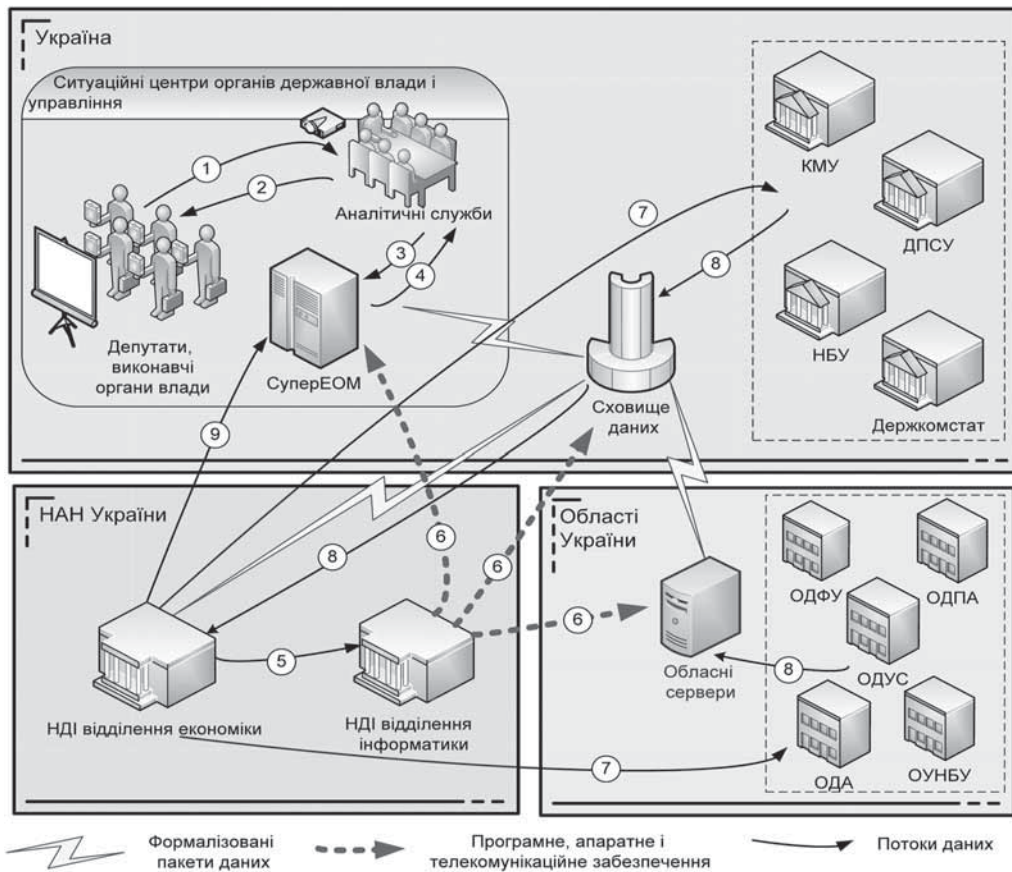 Україна
Ситуаційні центри органів державної влади і
управління
1
2
Аналітичні служби
3
4
Депутати,
виконавчі
органи влади
СуперЕОМ
9
7
8
КМУ
ДПСУ
НБУ
Держкомстат
Сховище
даних
НАН України
8
6
6
6
5
НДІ відділення економіки
НДІ відділення
інформатики
7
Області
України
ОДФУ
ОДПА
ОДУС
8
Обласні
сервери
ОДА
ОУНБУ
Формалізовані
пакети даних
Програмне, апаратне і
телекомунікаційне забезпечення
Потоки даних